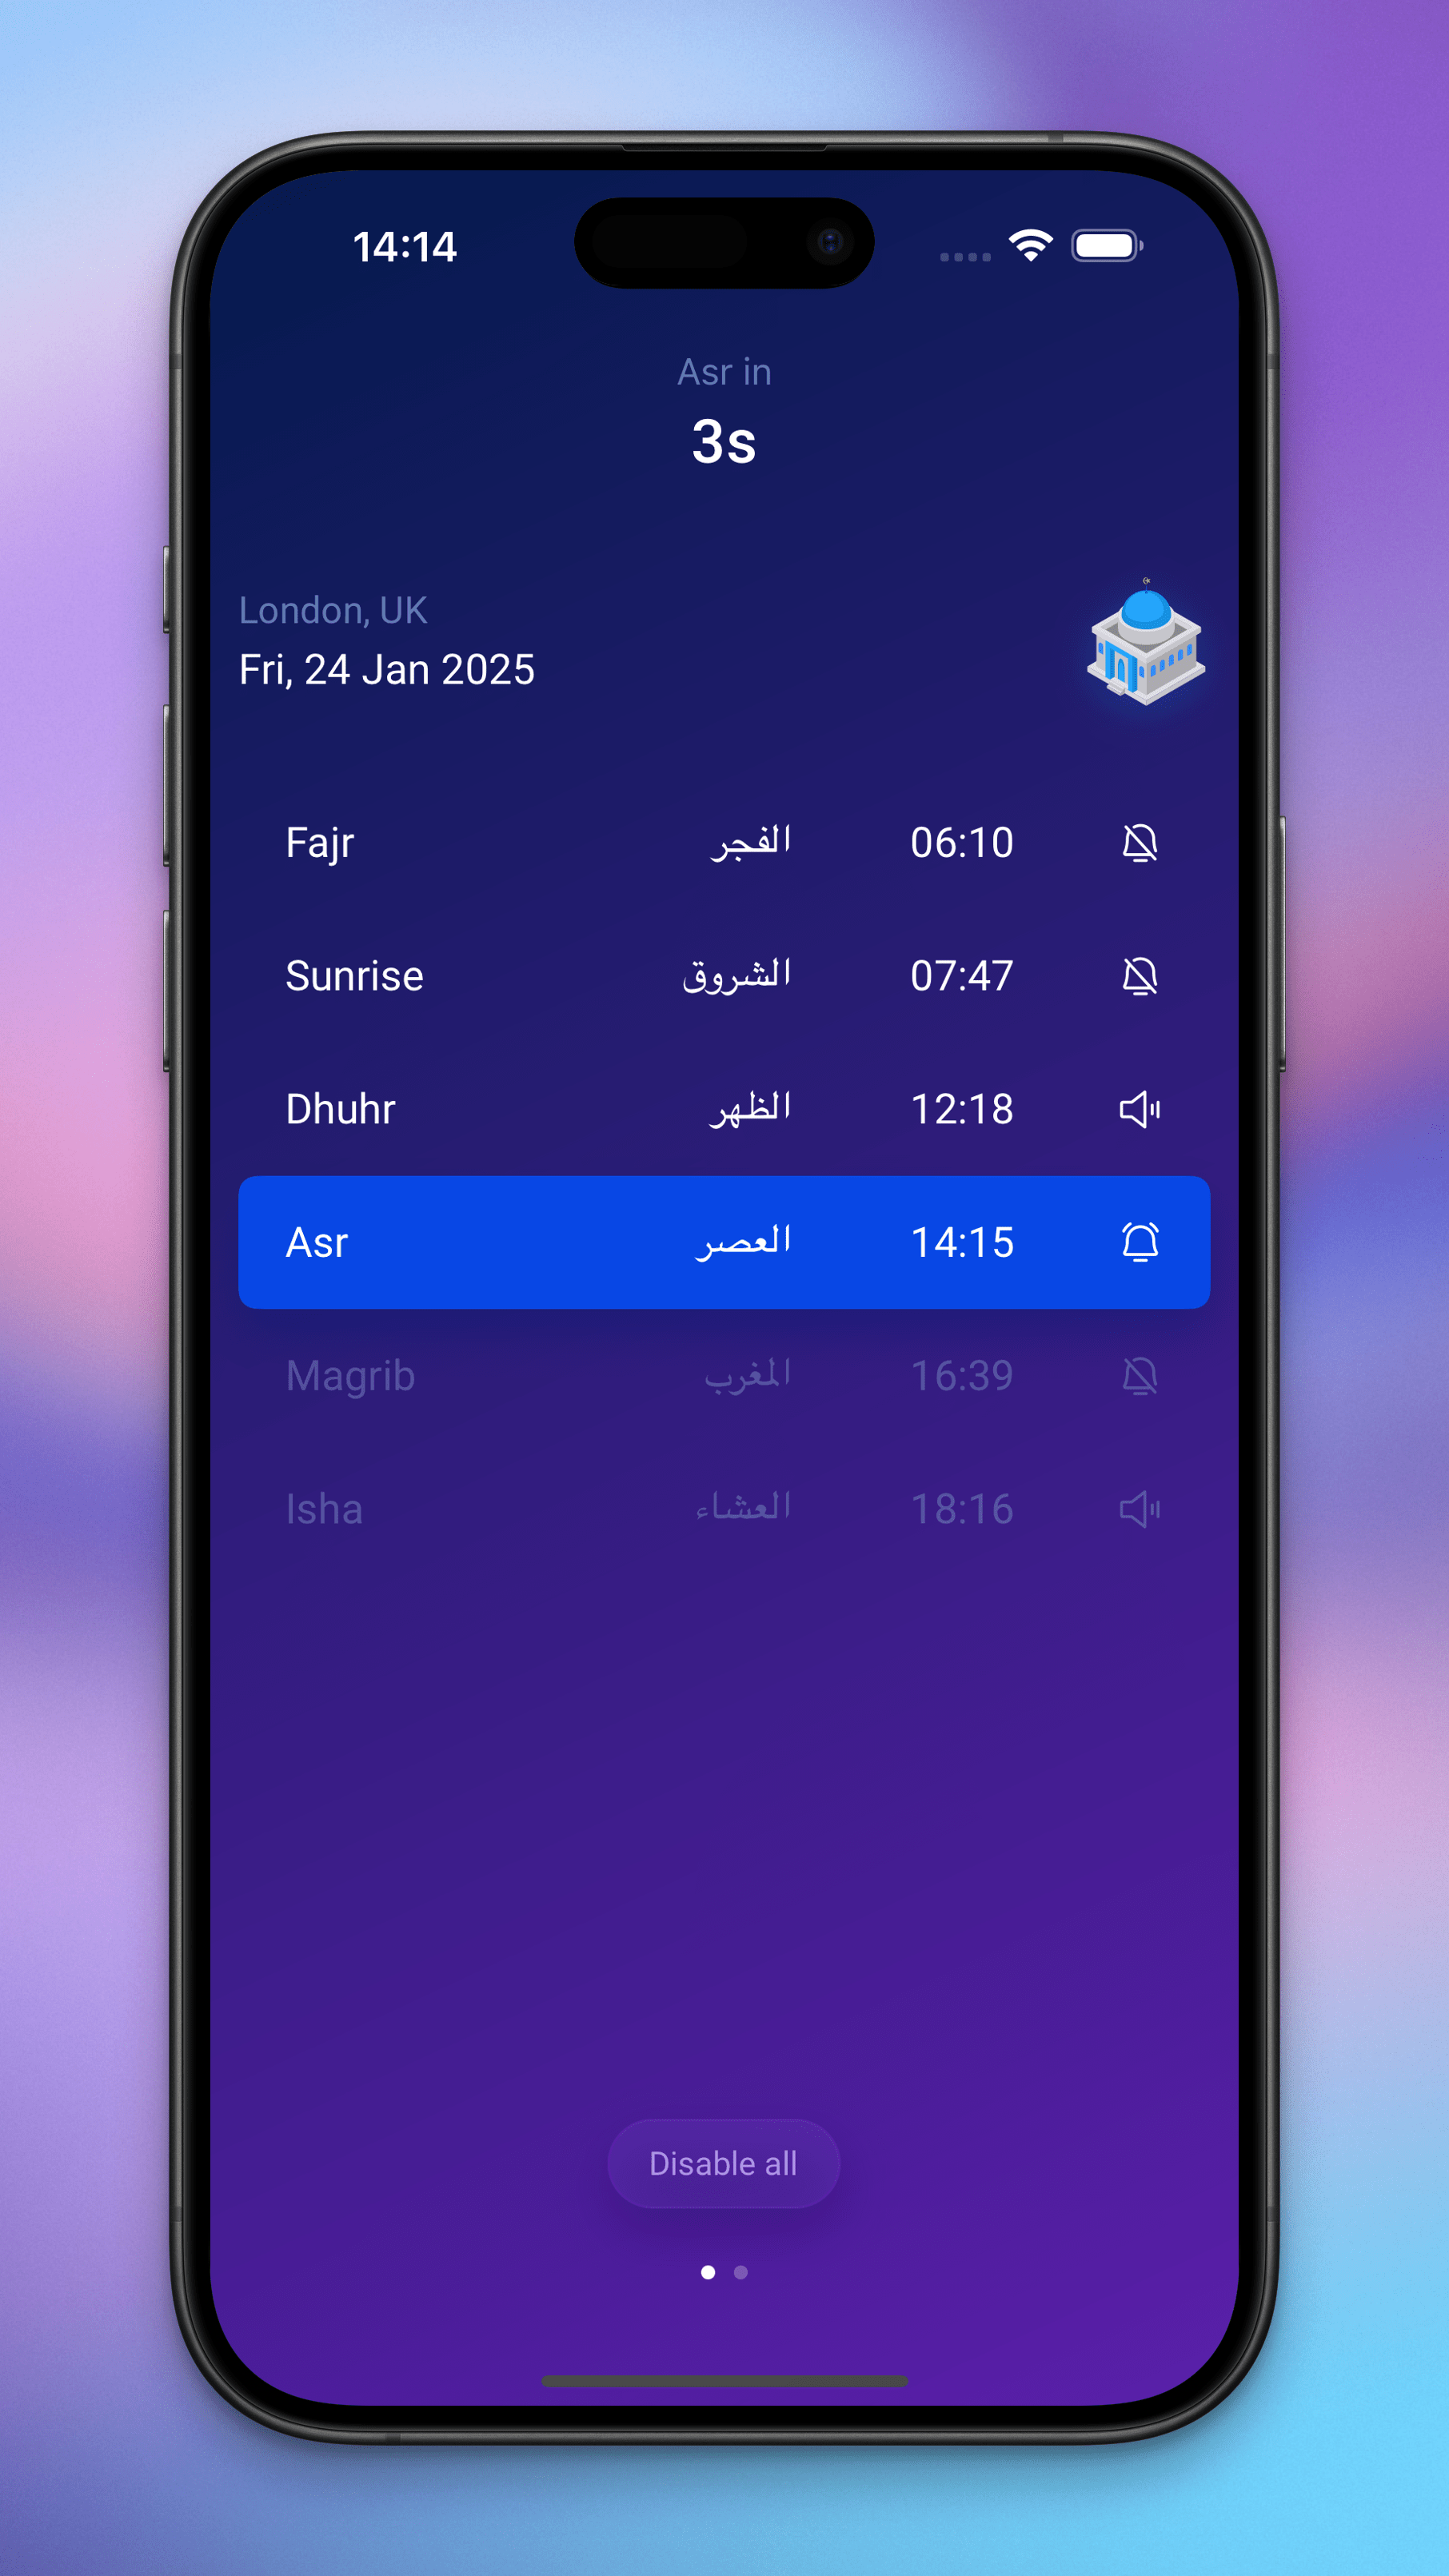 14:14
Asr in
3s
London, UK
Fri, 24 Jan 2025
Fajr الفجر 06:10
Sunrise الشروق 07:47
Dhuhr الظهر 12:18
Asr العصر 14:15
Magrib المغرب 16:39
Isha العشاء 18:16
Disable all